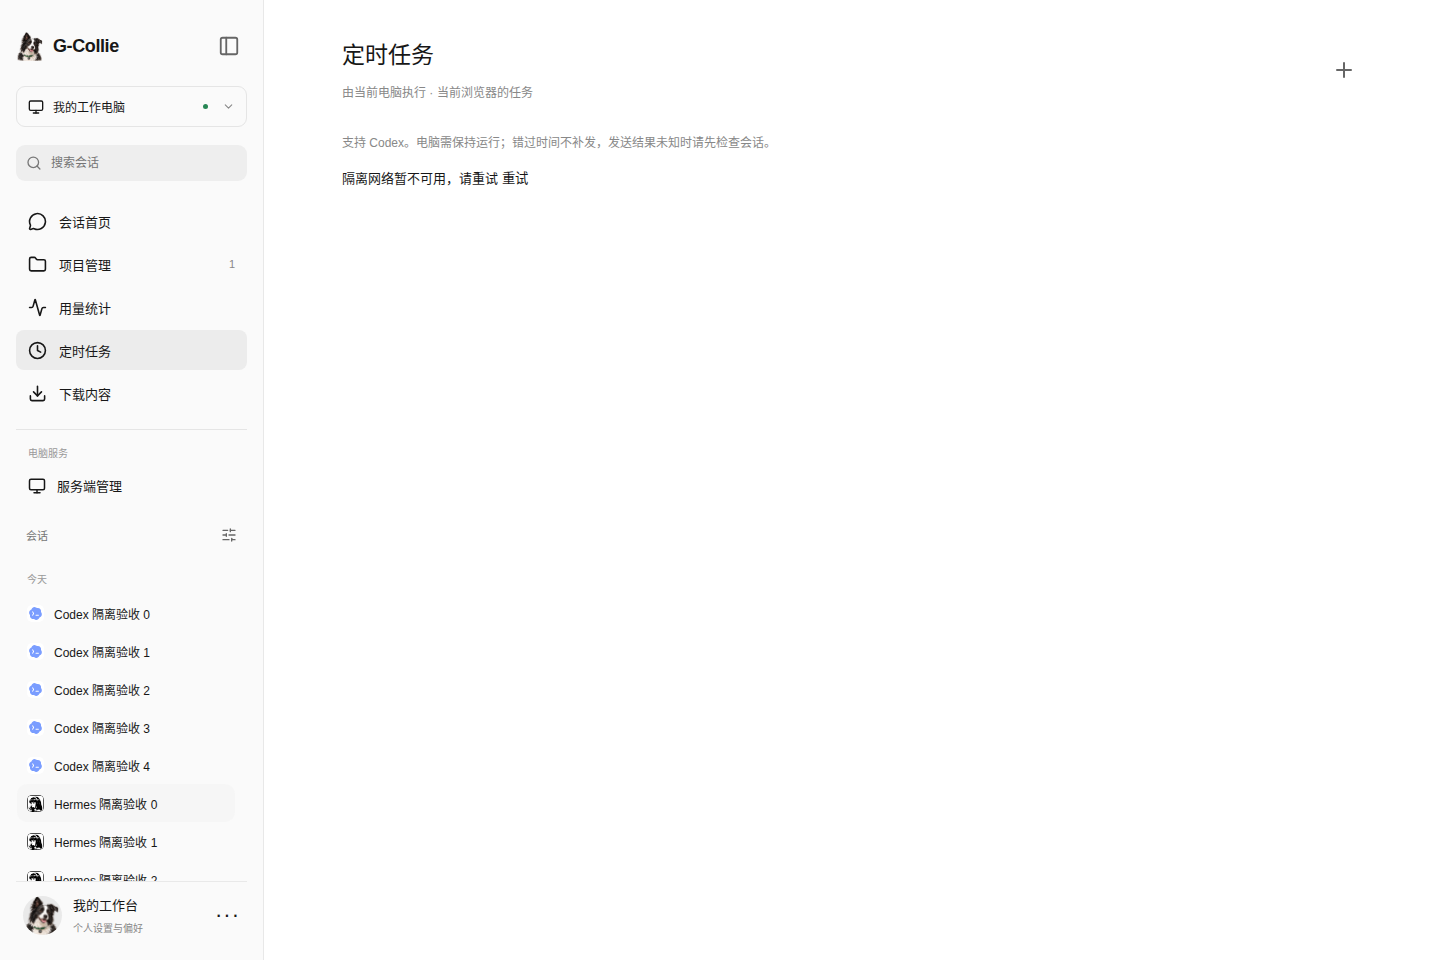 G-Collie
我的工作电脑
搜索会话
会话首页
项目管理 1
用量统计
定时任务
下载内容
电脑服务
服务端管理
会话
今天
Codex 隔离验收 0
Codex 隔离验收 1
Codex 隔离验收 2
Codex 隔离验收 3
Codex 隔离验收 4
Hermes 隔离验收 0
Hermes 隔离验收 1
Hermes 隔离验收 2
我的工作台
个人设置与偏好
定时任务
由当前电脑执行 · 当前浏览器的任务
支持 Codex。电脑需保持运行；错过时间不补发，发送结果未知时请先检查会话。
隔离网络暂不可用，请重试 重试